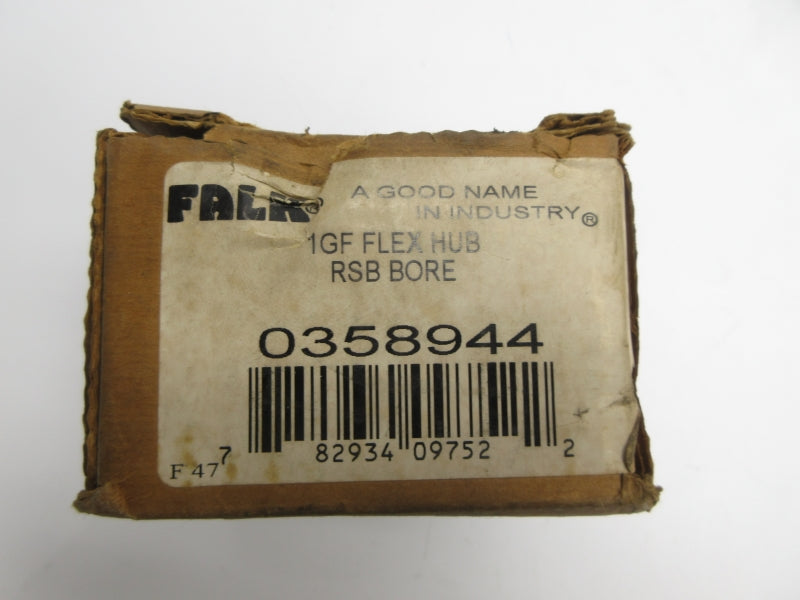 FALK® A GOOD NAME
IN INDUSTRY®
1GF FLEX HUB
RSB BORE
0358944
7 82934 09752 2
F 47